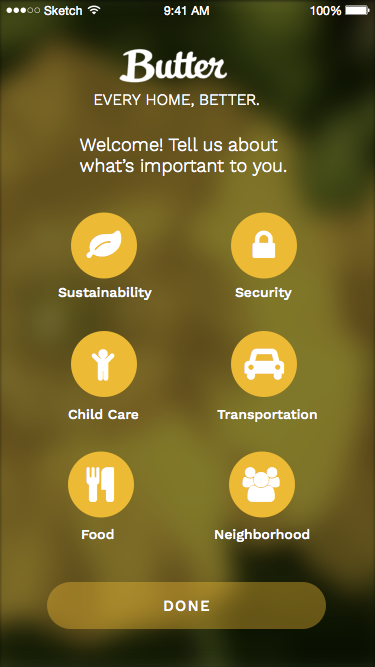 Sketch 9:41 AM 100%
Butter
EVERY HOME, BETTER.
Welcome! Tell us about
what's important to you.
Sustainability Security
Child Care Transportation
Food Neighborhood
DONE